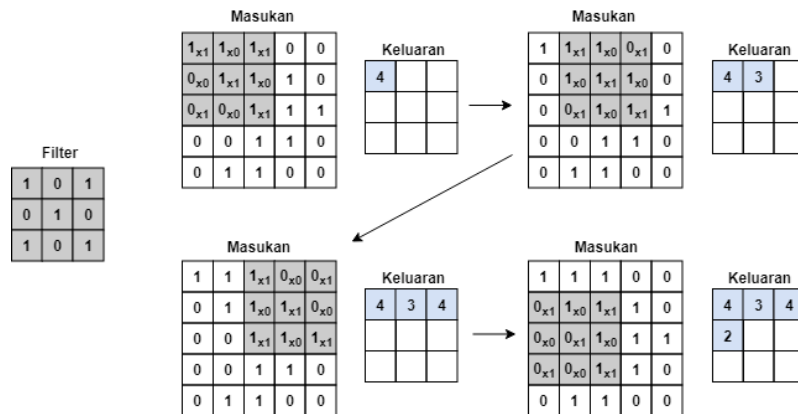 Filter
1 0 1
0 1 0
1 0 1
Masukan
1x1 1x0 1x1 0 0
0x0 1x1 1x0 1 0
0x1 0x0 1x1 1 1
0 0 1 1 0
0 1 1 0 0
Keluaran
4
Masukan
1 1x1 1x0 0x1 0
0 1x0 1x1 1x0 0
0 0x1 1x0 1x1 1
0 0 1 1 0
0 1 1 0 0
Keluaran
4 3
Masukan
1 1 1x1 0x0 0x1
0 1 1x0 1x1 0x0
0 0 1x1 1x0 1x1
0 0 1 1 0
0 1 1 0 0
Keluaran
4 3 4
Masukan
1 1 1 0 0
0x1 1x0 1x1 1 0
0x0 0x1 1x0 1 1
0x1 0x0 1x1 1 0
0 1 1 0 0
Keluaran
4 3 4
2